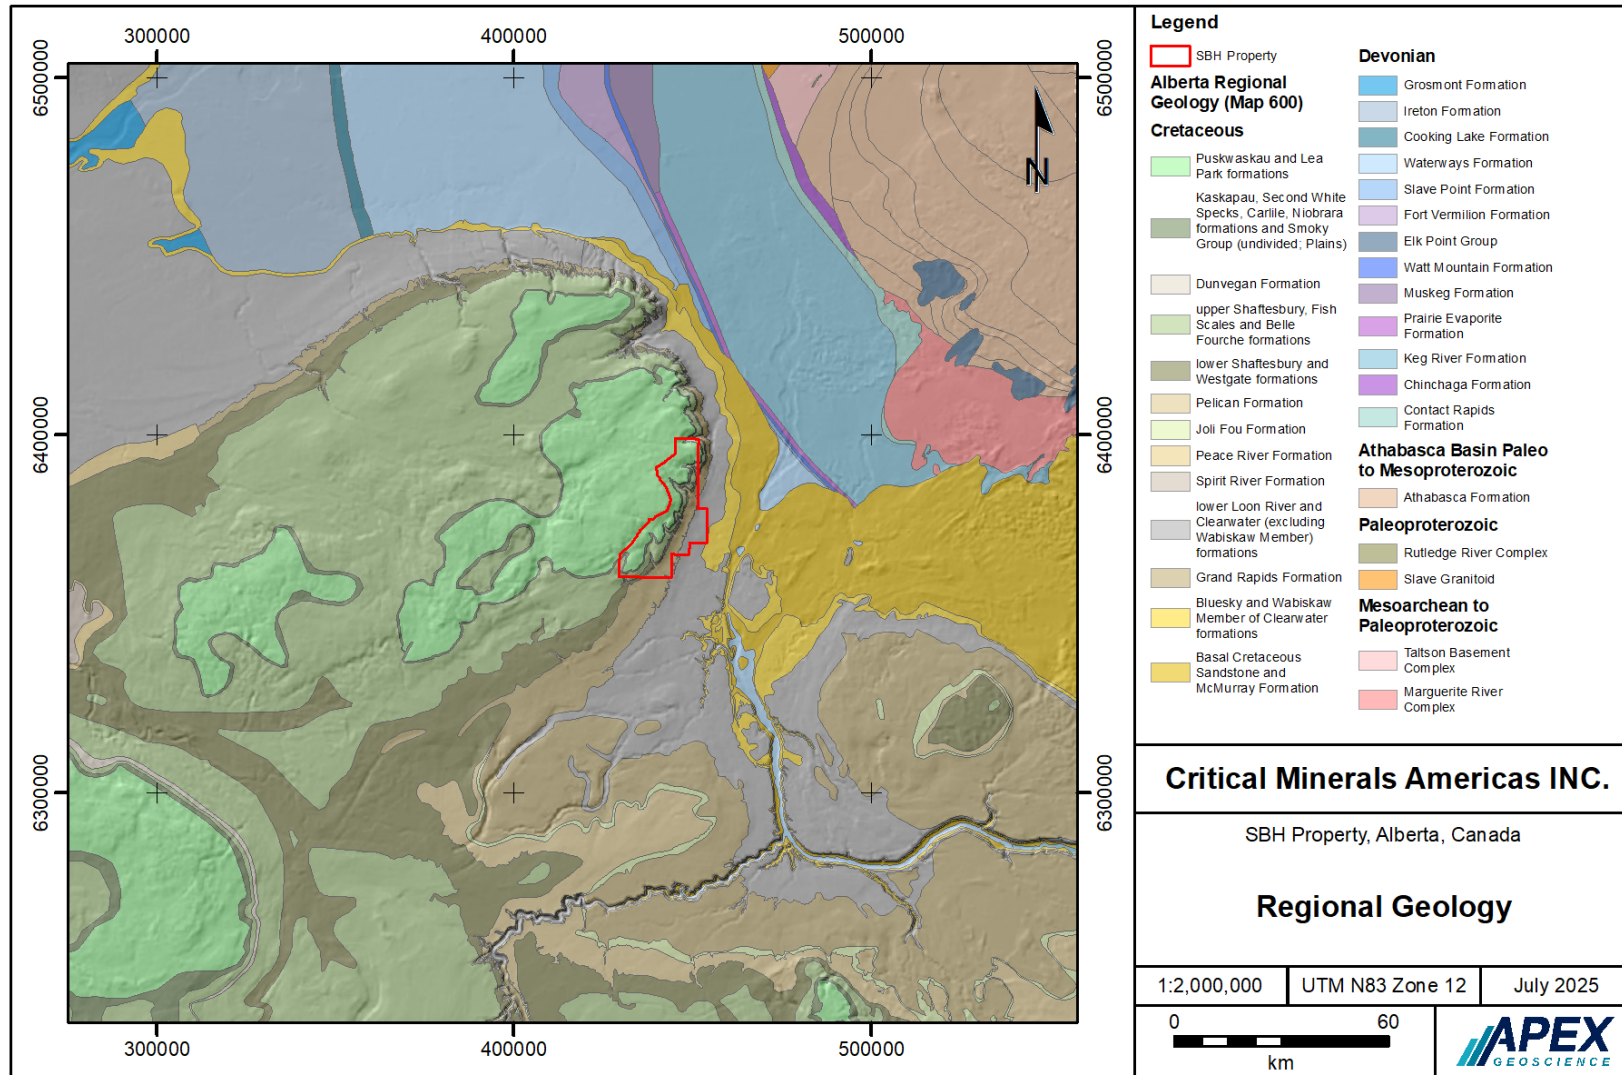 300000
400000
500000
6500000
6500000
6400000
6400000
6300000
6300000
300000
400000
500000
N
Legend
SBH Property
Alberta Regional
Geology (Map 600)
Cretaceous
Puskwaskau and Lea
Park formations
Kaskapau, Second White
Specks, Carlile, Niobrara
formations and Smoky
Group (undivided; Plains)
Dunvegan Formation
upper Shaftesbury, Fish
Scales and Belle
Fourche formations
lower Shaftesbury and
Westgate formations
Pelican Formation
Joli Fou Formation
Peace River Formation
Spirit River Formation
lower Loon River and
Clearwater (excluding
Wabiskaw Member)
formations
Grand Rapids Formation
Bluesky and Wabiskaw
Member of Clearwater
formations
Basal Cretaceous
Sandstone and
McMurray Formation
Devonian
Grosmont Formation
Ireton Formation
Cooking Lake Formation
Waterways Formation
Slave Point Formation
Fort Vermilion Formation
Elk Point Group
Watt Mountain Formation
Muskeg Formation
Prairie Evaporite
Formation
Keg River Formation
Chinchaga Formation
Contact Rapids
Formation
Athabasca Basin Paleo
to Mesoproterozoic
Athabasca Formation
Paleoproterozoic
Rutledge River Complex
Slave Granitoid
Mesoarchean to
Paleoproterozoic
Taltson Basement
Complex
Marguerite River
Complex
Critical Minerals Americas INC.
SBH Property, Alberta, Canada
Regional Geology
1:2,000,000
UTM N83 Zone 12
July 2025
0
60
km
APEX
GEOSCIENCE